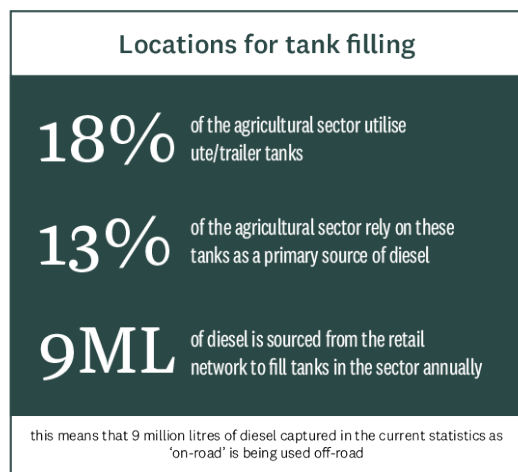 Locations for tank filling
18%
of the agricultural sector utilise
ute/trailer tanks
13%
of the agricultural sector rely on these
tanks as a primary source of diesel
9ML
of diesel is sourced from the retail
network to fill tanks in the sector annually
this means that 9 million litres of diesel captured in the current statistics as
‘on-road’ is being used off-road